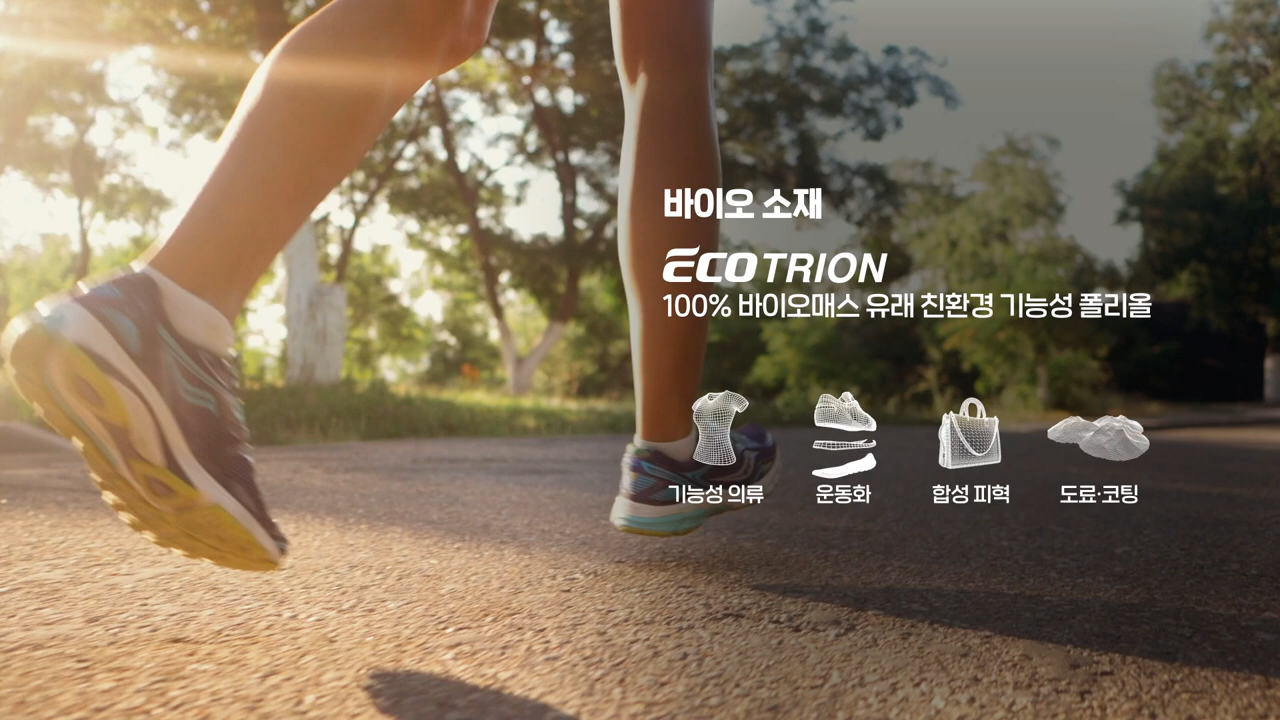 바이오 소재
ECOTRION
100% 바이오매스 유래 친환경 기능성 폴리올
기능성 의류
운동화
합성 피혁
도료·코팅